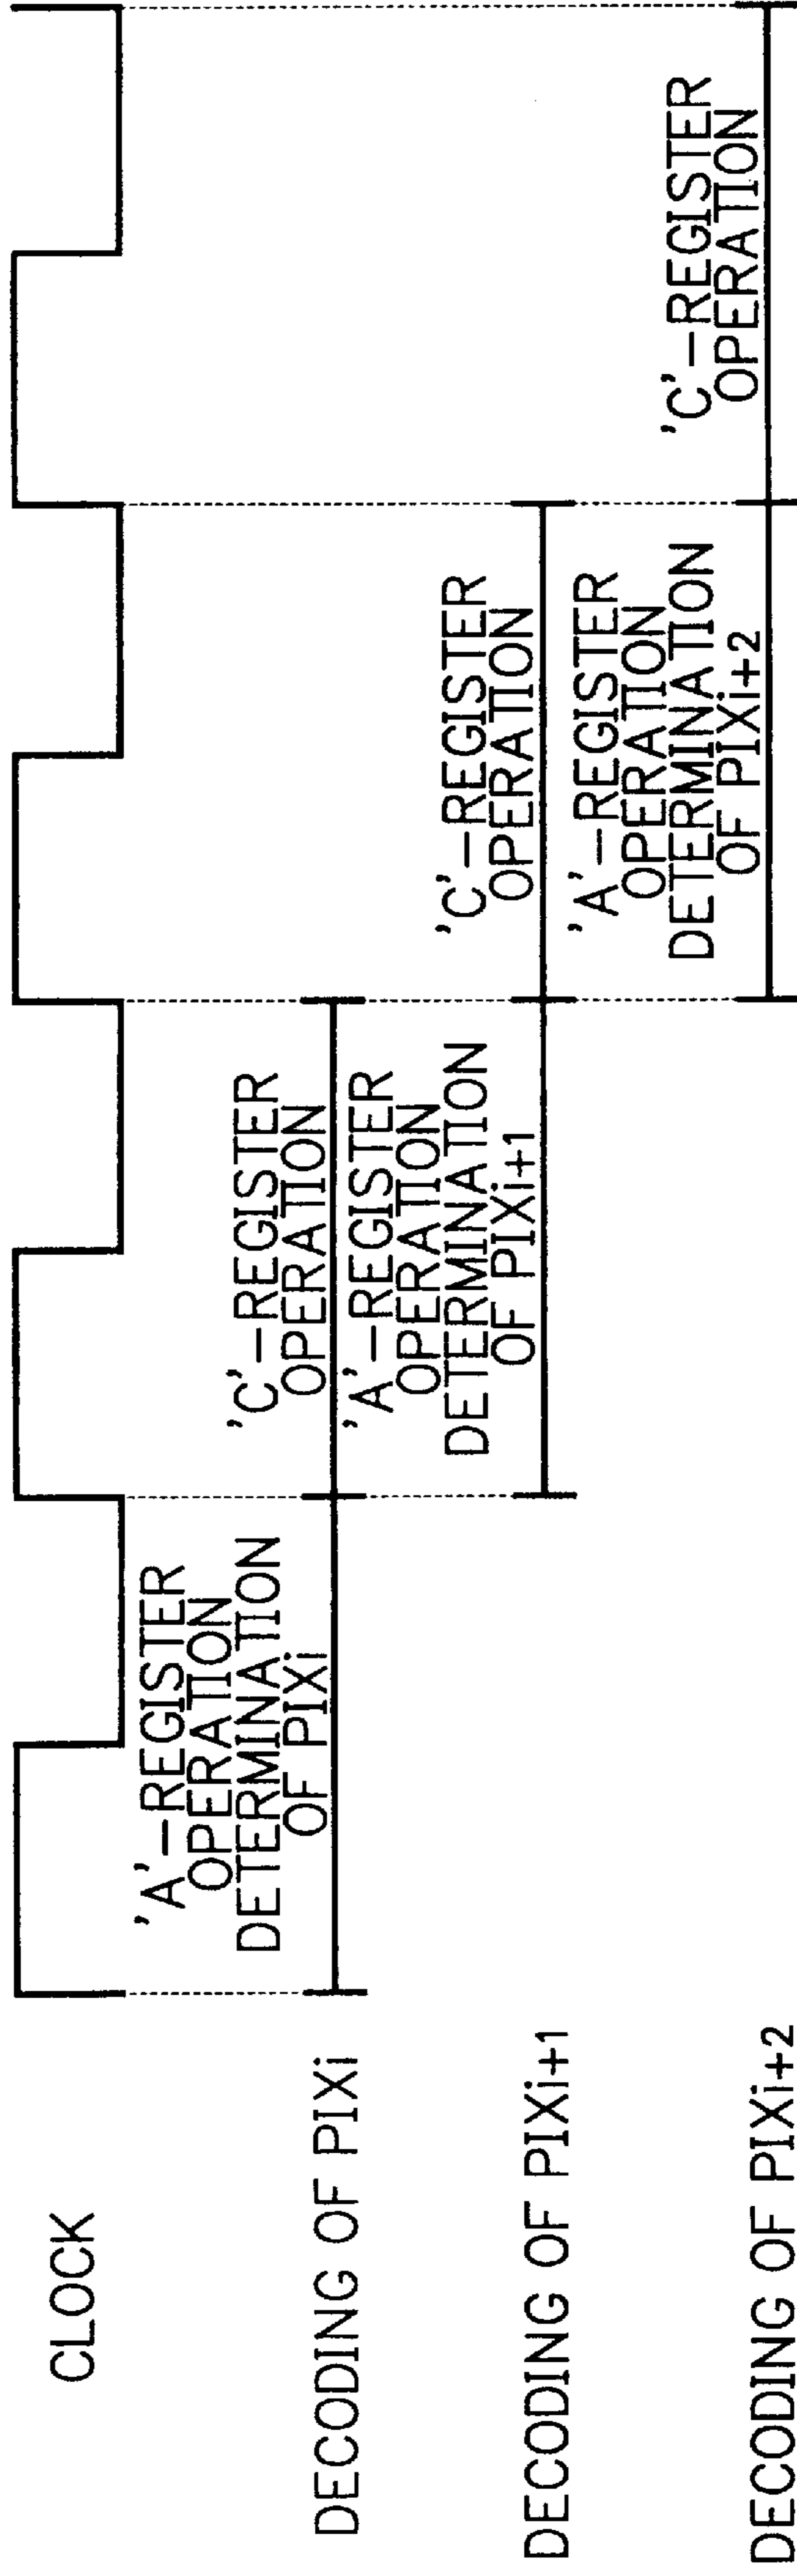 CLOCK
DECODING OF PIXi
'A'-REGISTER
OPERATION
DETERMINATION
OF PIXi
'C'-REGISTER
OPERATION
DECODING OF PIXi+1
'A'-REGISTER
OPERATION
DETERMINATION
OF PIXi+1
'C'-REGISTER
OPERATION
DECODING OF PIXi+2
'A'-REGISTER
OPERATION
DETERMINATION
OF PIXi+2
'C'-REGISTER
OPERATION